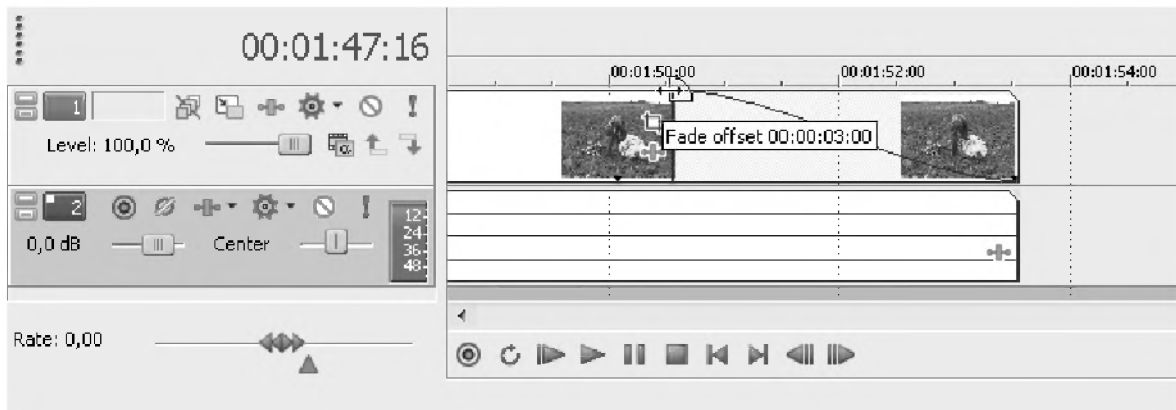 00:01:47:16
00:01:50:00 00:01:52:00 00:01:54:00
1
Level: 100,0 %
Fade offset 00:00:03:00
2
0,0 dB Center
12-
24-
36-
48-
Rate: 0,00